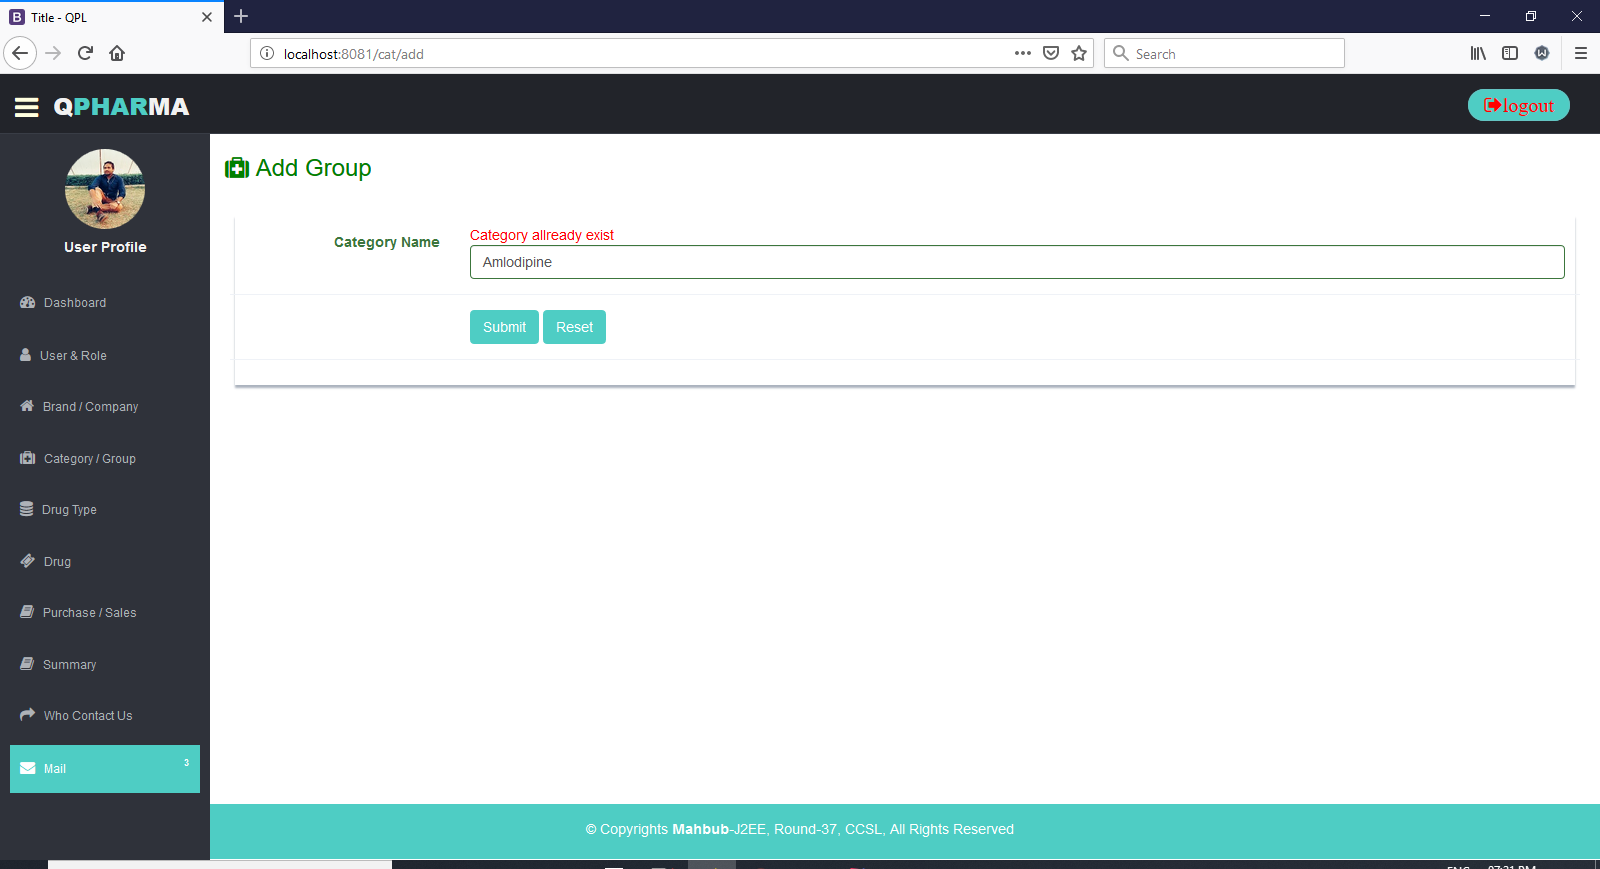 Title - QPL
localhost:8081/cat/add
Search
QPHARMA
logout
User Profile
Dashboard
User & Role
Brand / Company
Category / Group
Drug Type
Drug
Purchase / Sales
Summary
Who Contact Us
Mail 3
Add Group
Category Name
Category allready exist
Amlodipine
Submit Reset
© Copyrights Mahbub-J2EE, Round-37, CCSL, All Rights Reserved